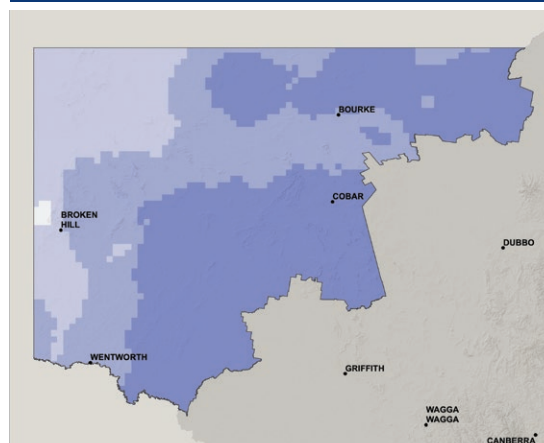 BOURKE
COBAR
BROKEN
HILL
DUBBO
WENTWORTH
GRIFFITH
WAGGA
WAGGA
CANBERRA